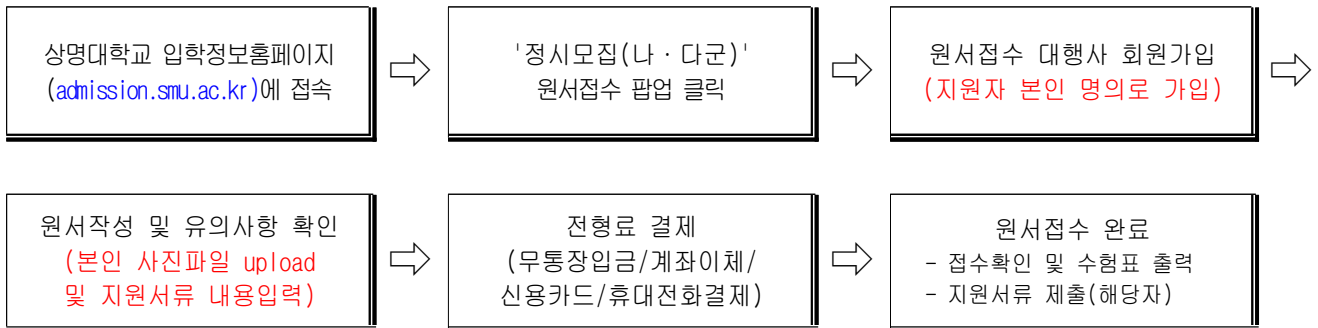 상명대학교 입학정보홈페이지
(admission.smu.ac.kr)에 접속
'정시모집(나·다군)'
원서접수 팝업 클릭
원서접수 대행사 회원가입
(지원자 본인 명의로 가입)
원서작성 및 유의사항 확인
(본인 사진파일 upload
및 지원서류 내용입력)
전형료 결제
(무통장입금/계좌이체/
신용카드/휴대전화결제)
원서접수 완료
- 접수확인 및 수험표 출력
- 지원서류 제출(해당자)